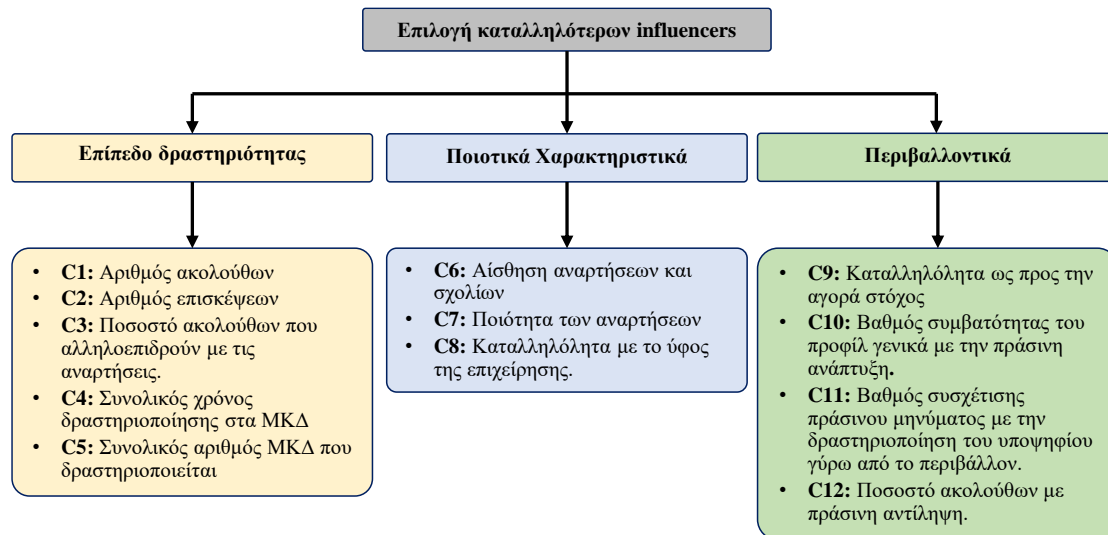 Επιλογή καταλληλότερων influencers
Επίπεδο δραστηριότητας
• C1: Αριθμός ακολούθων
• C2: Αριθμός επισκέψεων
• C3: Ποσοστό ακολούθων που
αλληλοεπιδρούν με τις
αναρτήσεις.
• C4: Συνολικός χρόνος
δραστηριοποίησης στα ΜΚΔ
• C5: Συνολικός αριθμός ΜΚΔ που
δραστηριοποιείται
Ποιοτικά Χαρακτηριστικά
• C6: Αίσθηση αναρτήσεων και
σχολίων
• C7: Ποιότητα των αναρτήσεων
• C8: Καταλληλόλητα με το ύφος
της επιχείρησης.
Περιβαλλοντικά
• C9: Καταλληλόλητα ως προς την
αγορά στόχος
• C10: Βαθμός συμβατότητας του
προφίλ γενικά με την πράσινη
ανάπτυξη.
• C11: Βαθμός συσχέτισης
πράσινου μηνύματος με την
δραστηριοποίηση του υποψηφίου
γύρω από το περιβάλλον.
• C12: Ποσοστό ακολούθων με
πράσινη αντίληψη.